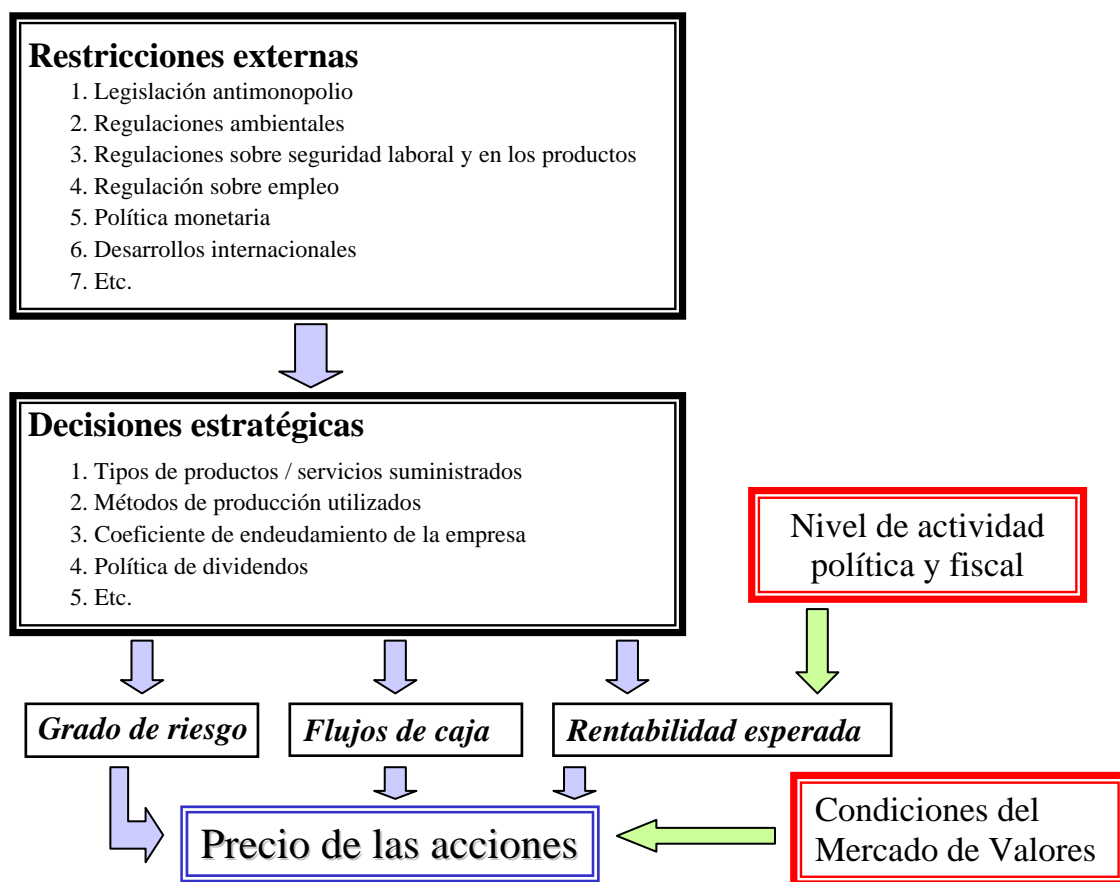 Restricciones externas
1. Legislación antimonopolio
2. Regulaciones ambientales
3. Regulaciones sobre seguridad laboral y en los productos
4. Regulación sobre empleo
5. Política monetaria
6. Desarrollos internacionales
7. Etc.
Decisiones estratégicas
1. Tipos de productos / servicios suministrados
2. Métodos de producción utilizados
3. Coeficiente de endeudamiento de la empresa
4. Política de dividendos
5. Etc.
Nivel de actividad
política y fiscal
Grado de riesgo
Flujos de caja
Rentabilidad esperada
Precio de las acciones
Condiciones del
Mercado de Valores